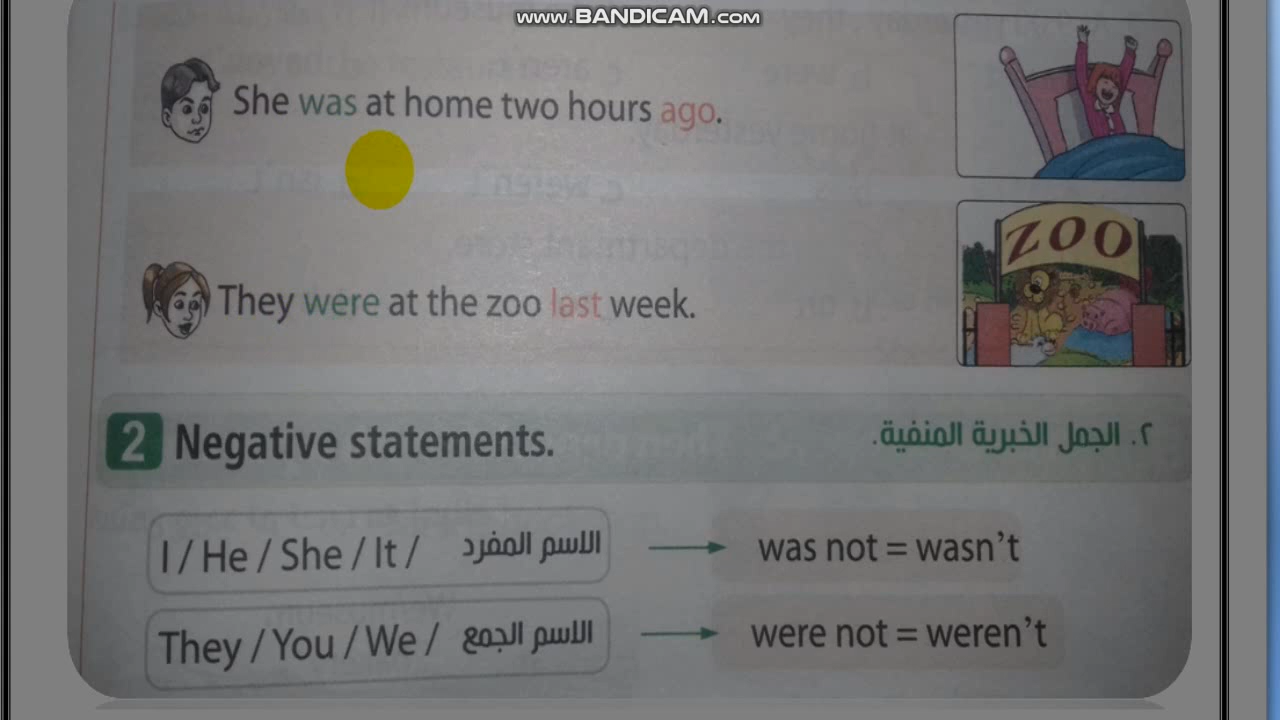 www.BANDICAM.com
She was at home two hours ago.
ZOO
They were at the zoo last week.
2 Negative statements.
٢. الجمل الخبرية المنفية.
I / He / She / It / الاسم المفرد
was not = wasn't
They / You / We / الاسم الجمع
were not = weren't